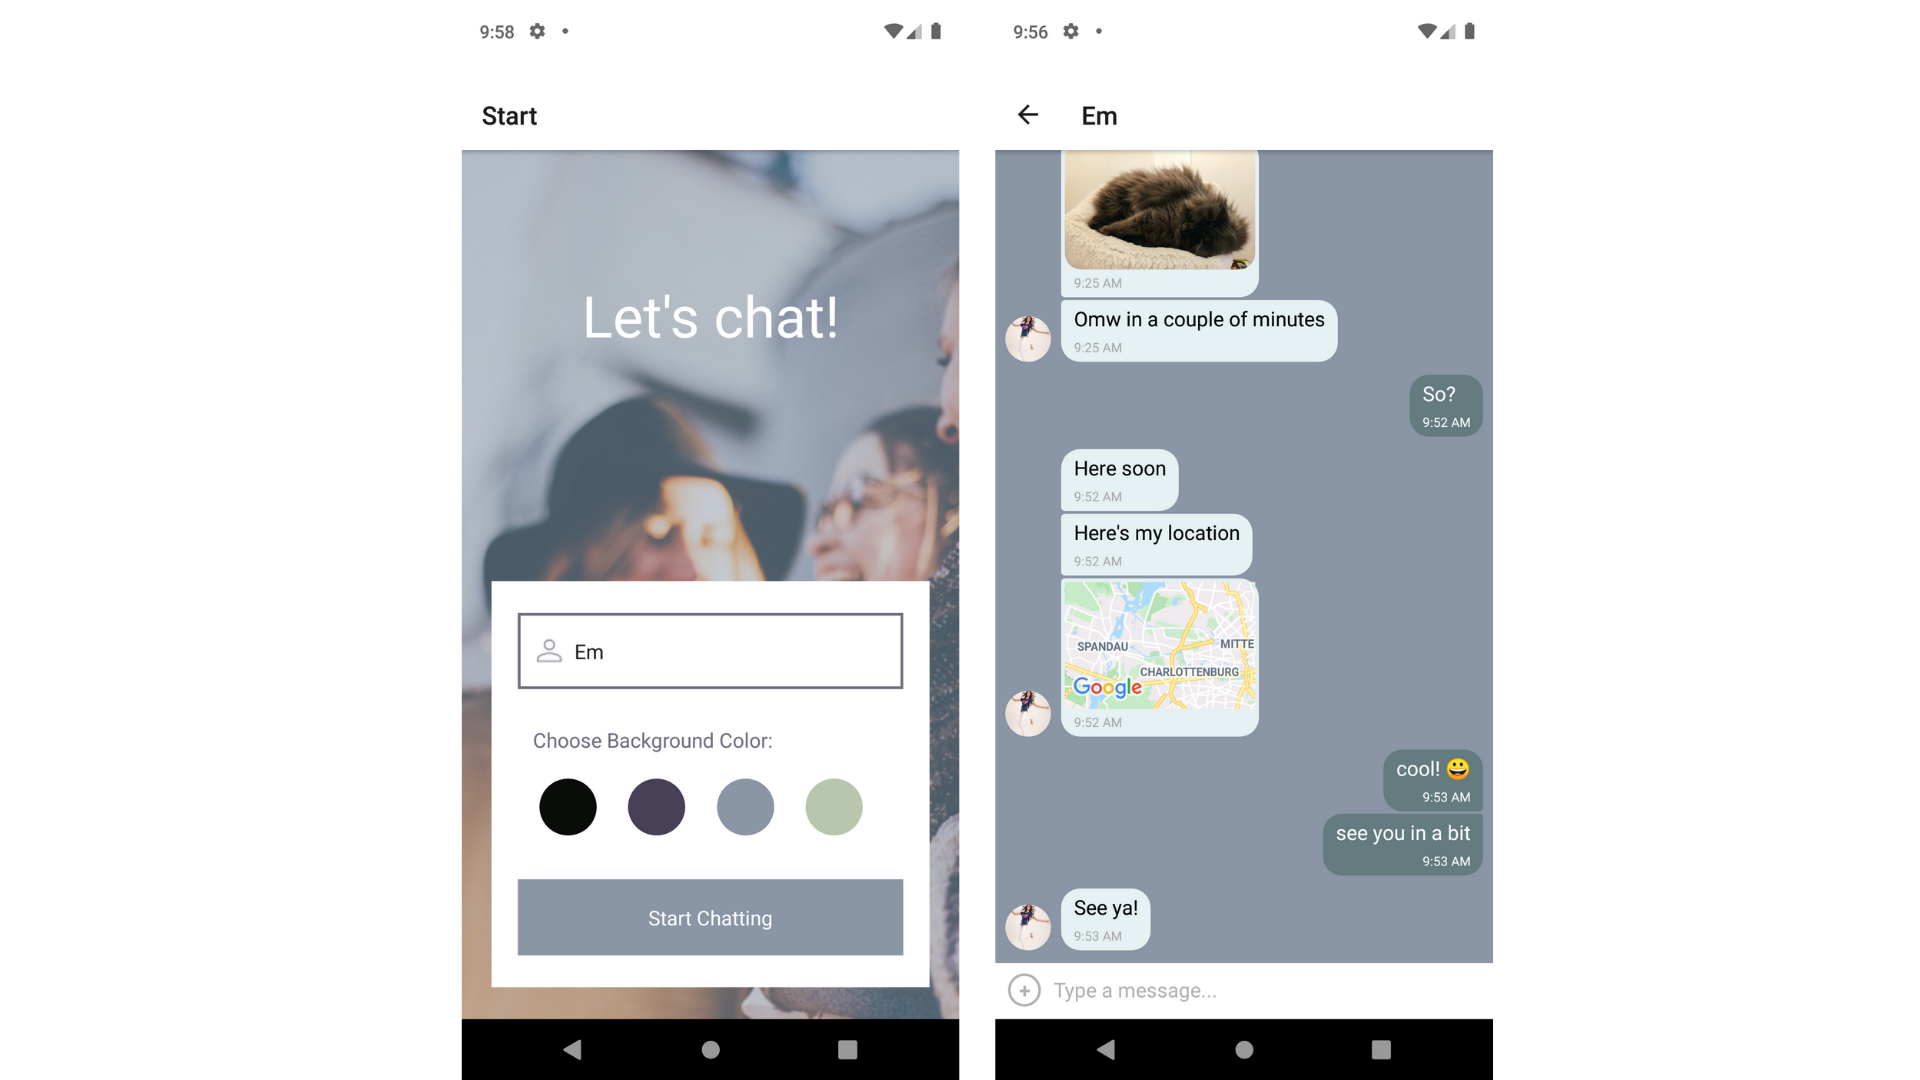 9:58
Start
Let's chat!
Em
Choose Background Color:
Start Chatting
9:56
Em
9:25 AM
Omw in a couple of minutes
9:25 AM
So?
9:52 AM
Here soon
9:52 AM
Here's my location
9:52 AM
SPANDAU
MITTE
CHARLOTTENBURG
Google
9:52 AM
cool! 😀
9:53 AM
see you in a bit
9:53 AM
See ya!
9:53 AM
Type a message...